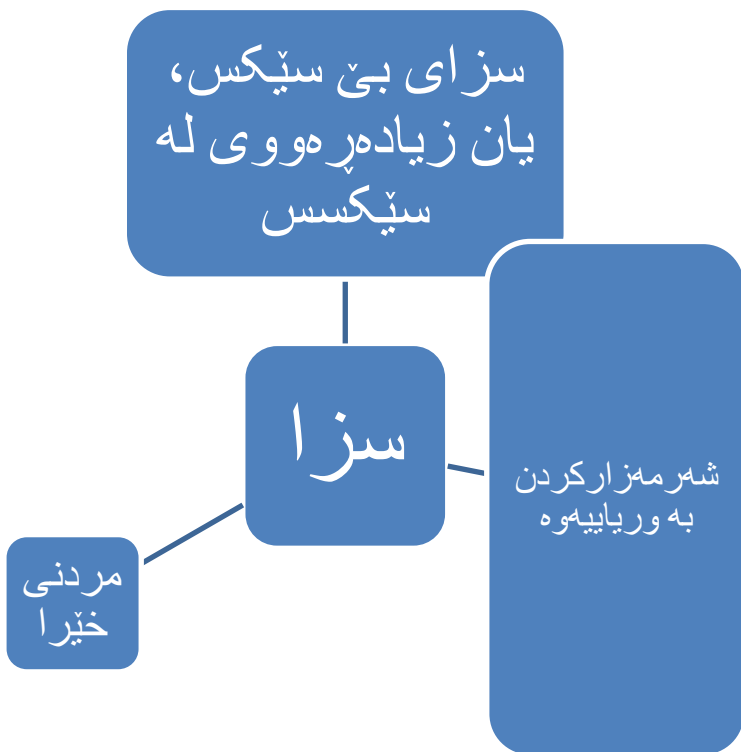 سزای بێ سێکس،
یان زیادەڕەووی لە
سێکسس
سزا
شەرمەزارکردن
بە وریاییەوە
مردنی
خێرا